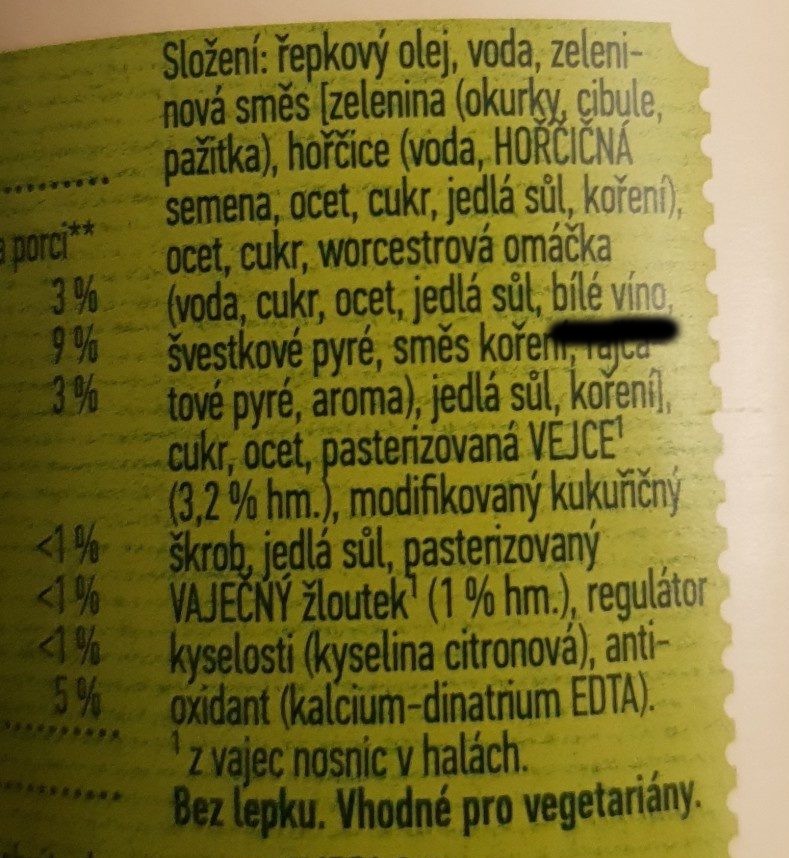 Složení: řepkový olej, voda, zeleni-
nová směs [zelenina (okurky, cibule,
pažitka), hořčice (voda, HOŘČIČNÁ
semena, ocet, cukr, jedlá sůl, koření),
porci**
ocet, cukr, worcestrová omáčka
3 %
(voda, cukr, ocet, jedlá sůl, bílé víno,
9 %
švestkové pyré, směs koření, rajča-
3 %
tové pyré, aroma), jedlá sůl, koření],
cukr, ocet, pasterizovaná VEJCE¹
(3,2 % hm.), modifikovaný kukuřičný
<1 %
škrob, jedlá sůl, pasterizovaný
<1 %
VAJEČNÝ žloutek¹ (1 % hm.), regulátor
<1 %
kyselosti (kyselina citronová), anti-
5 %
oxidant (kalcium-dinatrium EDTA).
¹ z vajec nosnic v halách.
Bez lepku. Vhodné pro vegetariány.